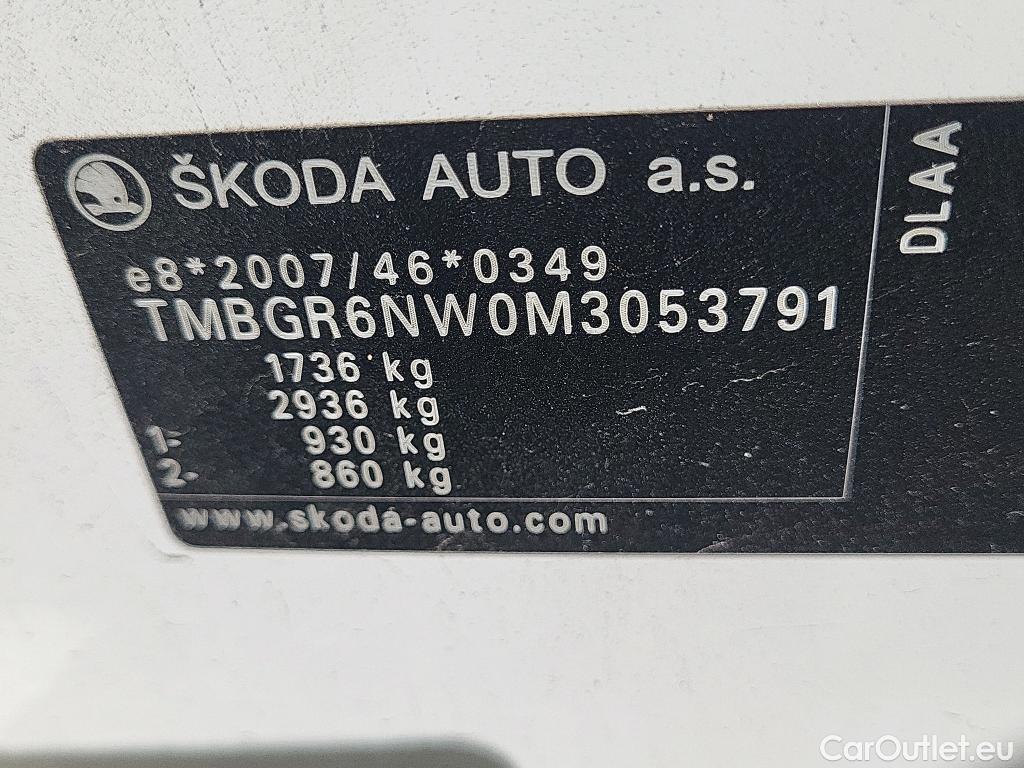 ŠKODA AUTO a.s.
e8*2007/46*0349
TMBGR6NW0M3053791
1736 kg
2936 kg
1- 930 kg
2- 860 kg
www.skoda-auto.com
DLAA
CarOutlet.eu